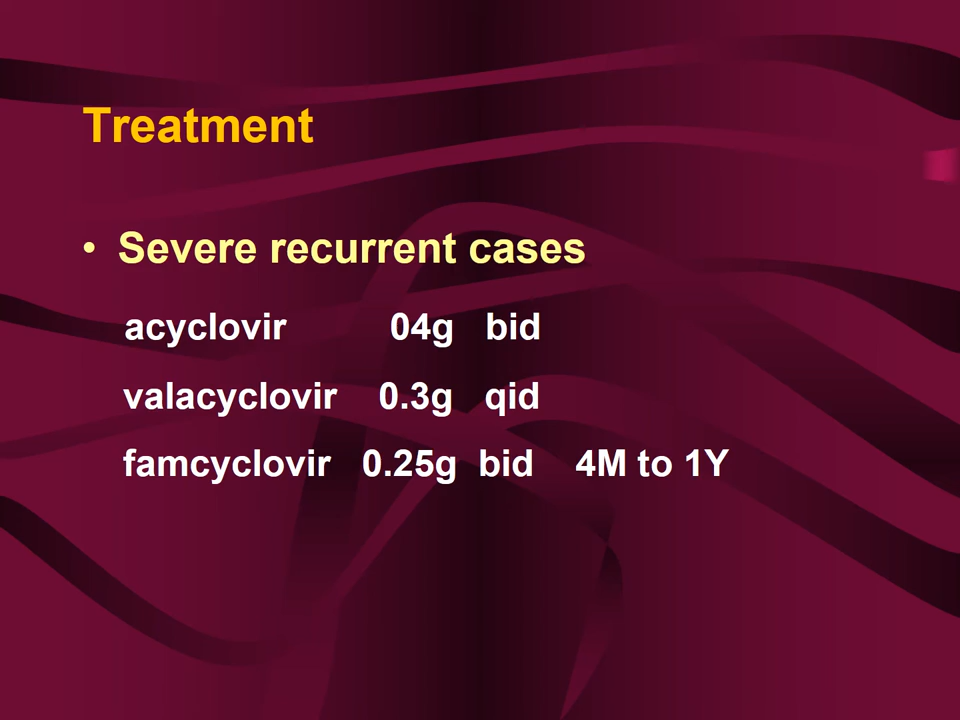 Treatment
• Severe recurrent cases
acyclovir 04g bid
valacyclovir 0.3g qid
famcyclovir 0.25g bid 4M to 1Y